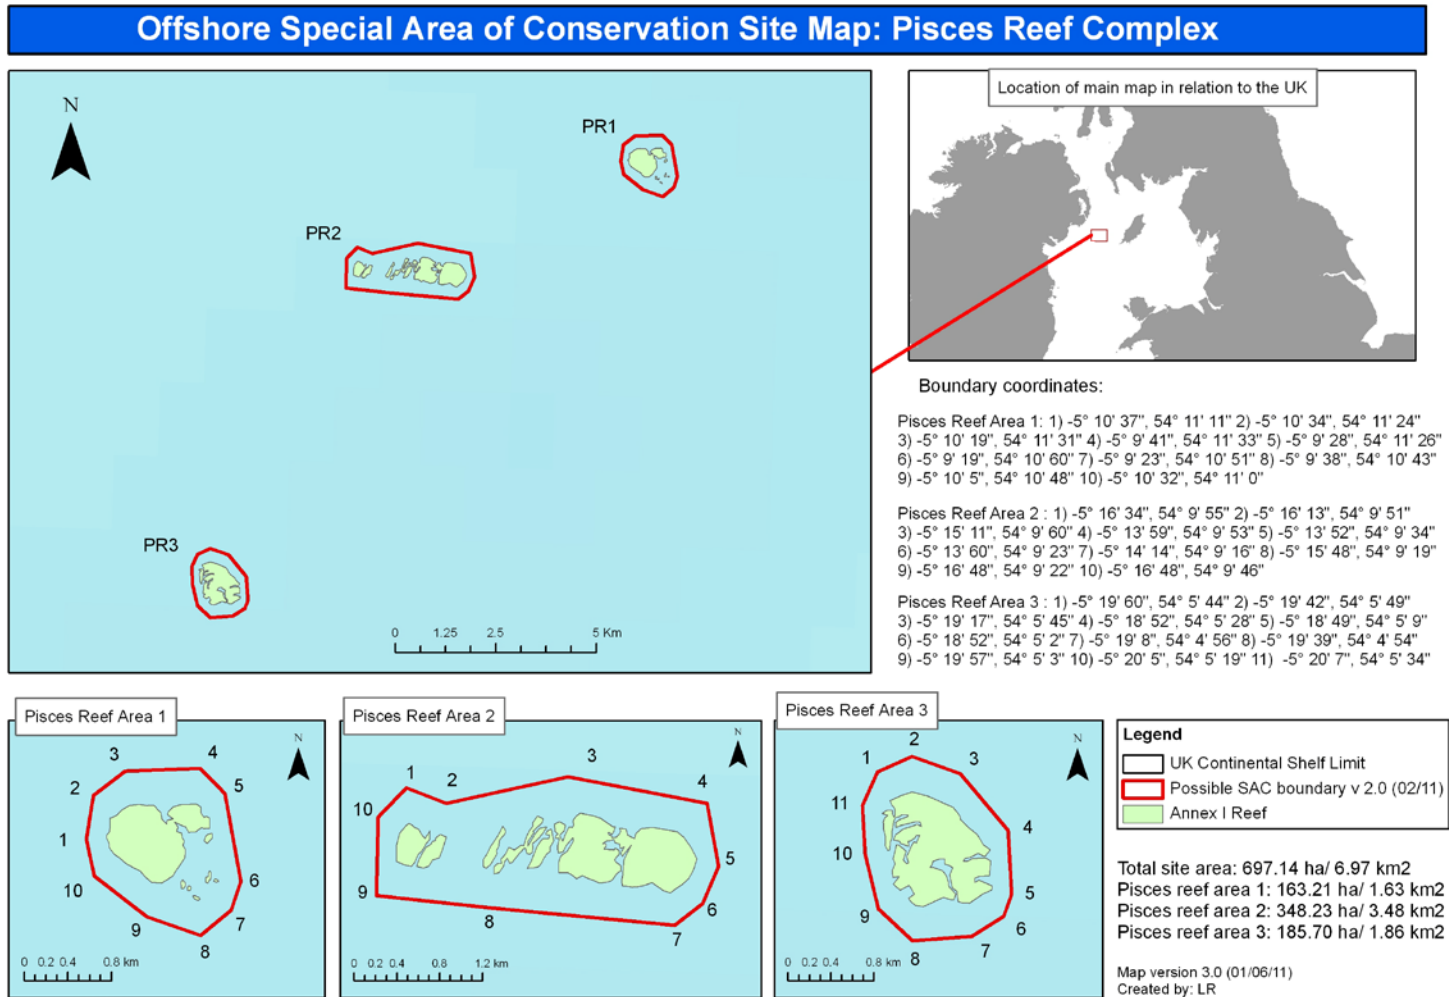 Offshore Special Area of Conservation Site Map: Pisces Reef Complex
N
PR1
PR2
PR3
0 1.25 2.5 5 Km
Location of main map in relation to the UK
Boundary coordinates:
Pisces Reef Area 1: 1) -5° 10' 37", 54° 11' 11" 2) -5° 10' 34", 54° 11' 24"
3) -5° 10' 19", 54° 11' 31" 4) -5° 9' 41", 54° 11' 33" 5) -5° 9' 28", 54° 11' 26"
6) -5° 9' 19", 54° 10' 60" 7) -5° 9' 23", 54° 10' 51" 8) -5° 9' 38", 54° 10' 43"
9) -5° 10' 5", 54° 10' 48" 10) -5° 10' 32", 54° 11' 0"
Pisces Reef Area 2 : 1) -5° 16' 34", 54° 9' 55" 2) -5° 16' 13", 54° 9' 51"
3) -5° 15' 11", 54° 9' 60" 4) -5° 13' 59", 54° 9' 53" 5) -5° 13' 52", 54° 9' 34"
6) -5° 13' 60", 54° 9' 23" 7) -5° 14' 14", 54° 9' 16" 8) -5° 15' 48", 54° 9' 19"
9) -5° 16' 48", 54° 9' 22" 10) -5° 16' 48", 54° 9' 46"
Pisces Reef Area 3 : 1) -5° 19' 60", 54° 5' 44" 2) -5° 19' 42", 54° 5' 49"
3) -5° 19' 17", 54° 5' 45" 4) -5° 18' 52", 54° 5' 28" 5) -5° 18' 49", 54° 5' 9"
6) -5° 18' 52", 54° 5' 2" 7) -5° 19' 8", 54° 4' 56" 8) -5° 19' 39", 54° 4' 54"
9) -5° 19' 57", 54° 5' 3" 10) -5° 20' 5", 54° 5' 19" 11) -5° 20' 7", 54° 5' 34"
Pisces Reef Area 1
N
1
2
3
4
5
6
7
8
9
10
0 0.2 0.4 0.8 km
Pisces Reef Area 2
N
1
2
3
4
5
6
7
8
9
10
0 0.2 0.4 0.8 1.2 km
Pisces Reef Area 3
N
1
2
3
4
5
6
7
8
9
10
11
0 0.2 0.4 0.8 km
Legend
UK Continental Shelf Limit
Possible SAC boundary v 2.0 (02/11)
Annex I Reef
Total site area: 697.14 ha/ 6.97 km2
Pisces reef area 1: 163.21 ha/ 1.63 km2
Pisces reef area 2: 348.23 ha/ 3.48 km2
Pisces reef area 3: 185.70 ha/ 1.86 km2
Map version 3.0 (01/06/11)
Created by: LR